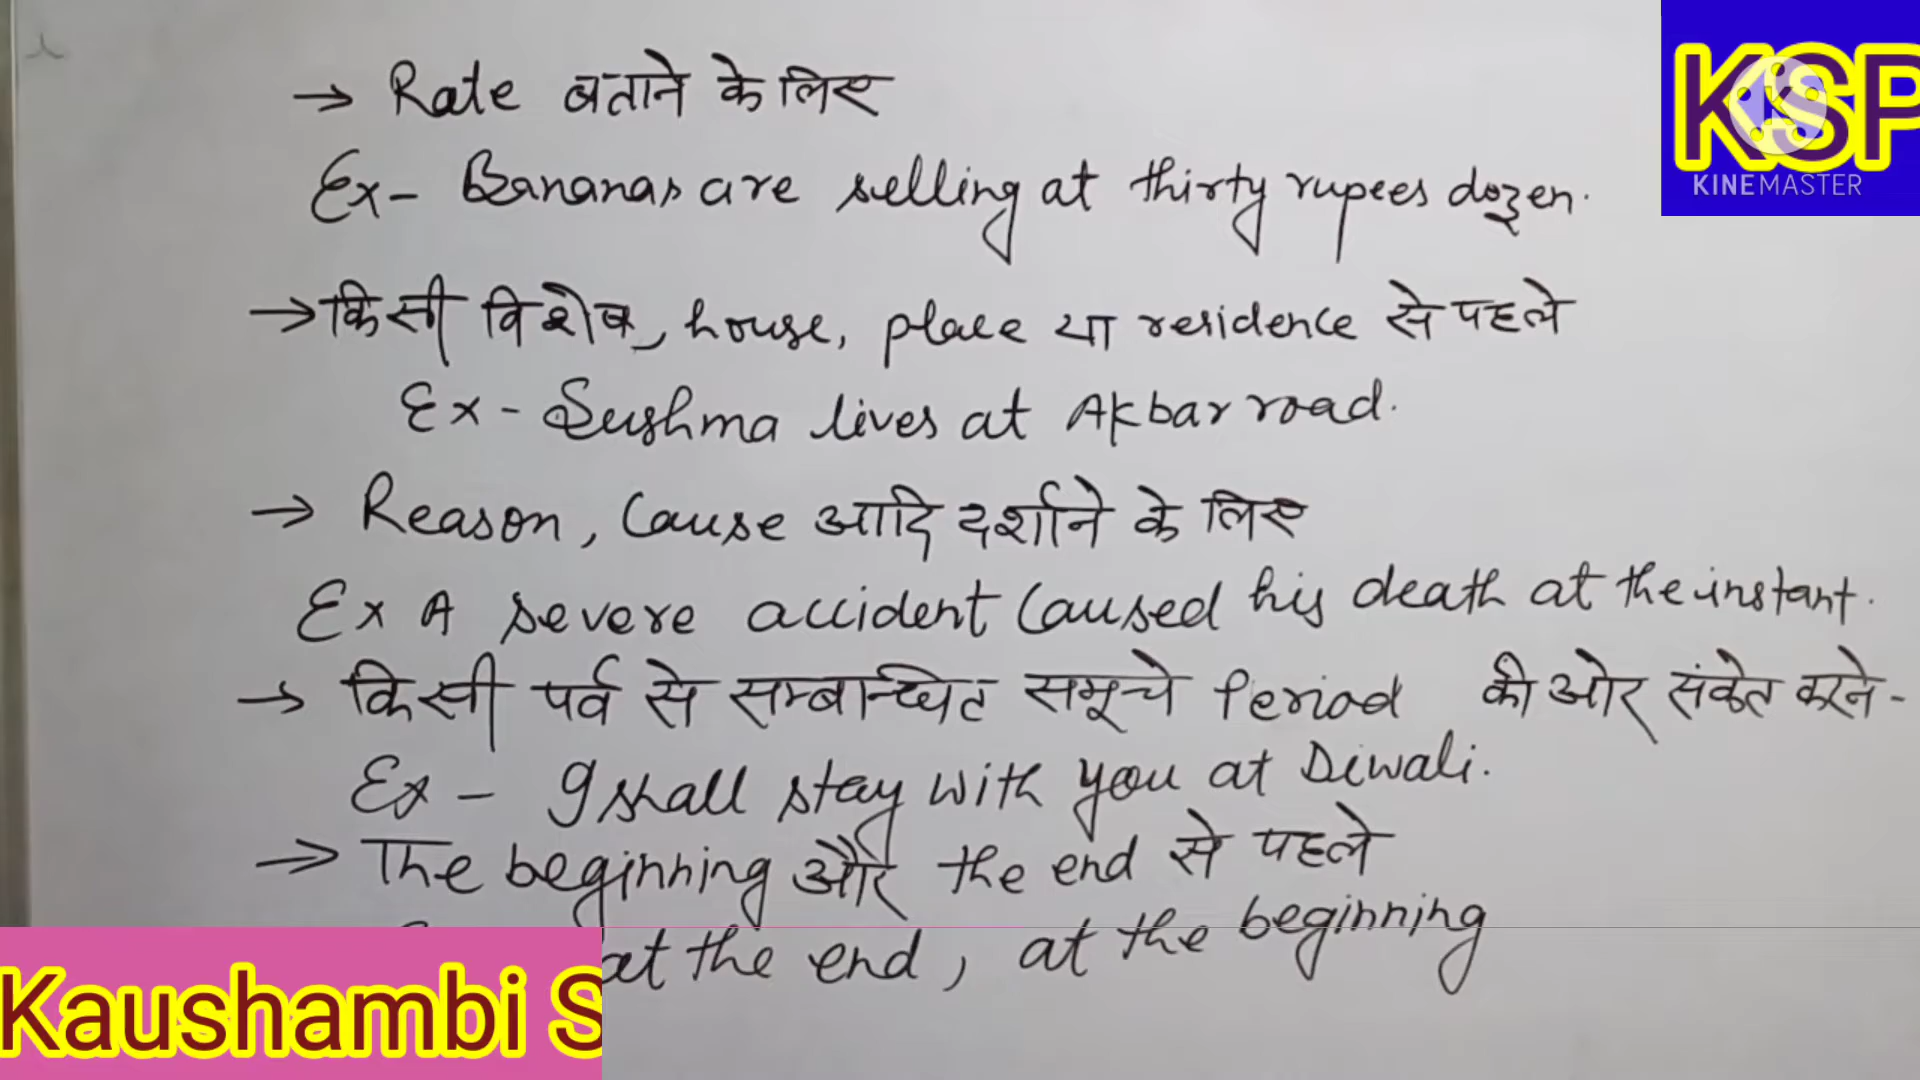 → Rate बताने के लिए
KSP
KINEMASTER
Ex- Bananas are selling at thirty rupees dozen.
→ किसी विशेष, house, place या residence से पहले
Ex - Sushma lives at Akbar road.
→ Reason, Cause आदि दर्शाने के लिए
Ex A severe accident Caused his death at the instant.
→ किसी पर्व से सम्बान्धित समूचे Period की ओर संकेत करने -
Ex - I shall stay with you at Diwali.
→ The beginning और the end से पहले
at the end, at the beginning
Kaushambi S